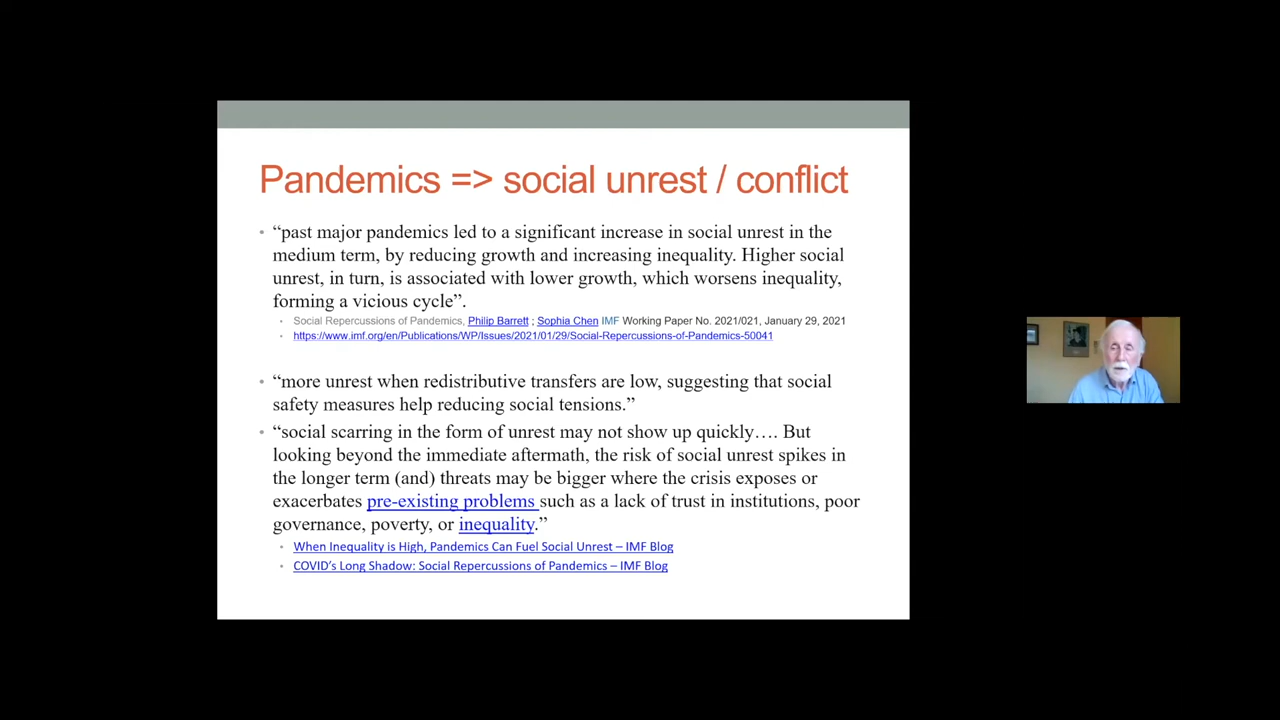 Pandemics => social unrest / conflict
• “past major pandemics led to a significant increase in social unrest in the
medium term, by reducing growth and increasing inequality. Higher social
unrest, in turn, is associated with lower growth, which worsens inequality,
forming a vicious cycle”.
• Social Repercussions of Pandemics, Philip Barrett ; Sophia Chen IMF Working Paper No. 2021/021, January 29, 2021
• https://www.imf.org/en/Publications/WP/Issues/2021/01/29/Social-Repercussions-of-Pandemics-50041
• “more unrest when redistributive transfers are low, suggesting that social
safety measures help reducing social tensions.”
• “social scarring in the form of unrest may not show up quickly…. But
looking beyond the immediate aftermath, the risk of social unrest spikes in
the longer term (and) threats may be bigger where the crisis exposes or
exacerbates pre-existing problems such as a lack of trust in institutions, poor
governance, poverty, or inequality.”
• When Inequality is High, Pandemics Can Fuel Social Unrest – IMF Blog
• COVID’s Long Shadow: Social Repercussions of Pandemics – IMF Blog